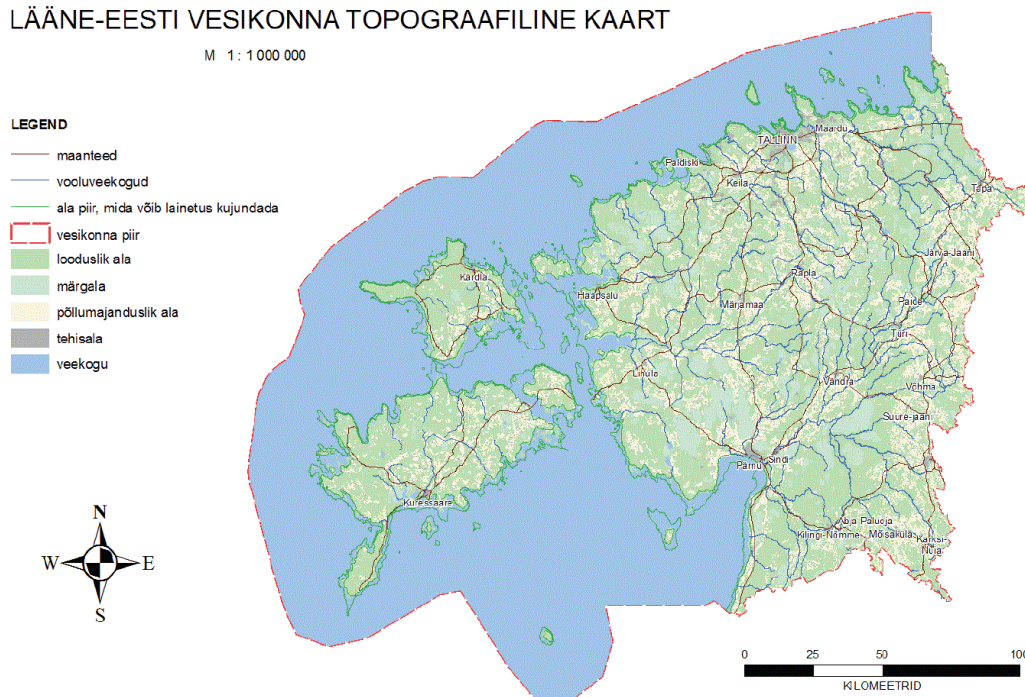 LÄÄNE-EESTI VESIKONNA TOPOGRAAFILINE KAART
M 1 : 1 000 000
LEGEND
maanteed
vooluveekogud
ala piir, mida võib lainetus kujundada
vesikonna piir
looduslik ala
märgala
põllumajanduslik ala
tehisala
veekogu
TALLINN
Maardu
Paldiski
Keila
Tapa
Järva-Jaani
Kärdla
Haapsalu
Rapla
Märjamaa
Paide
Türi
Lihula
Vändra
Võhma
Suure-jaani
Pärnu
Sindi
Kuressaare
Abja Paluoja
Kilingi-Nõmme
Mõisaküla
Karksi-
Nuia
N
W
E
S
0
25
50
100
KILOMEETRID